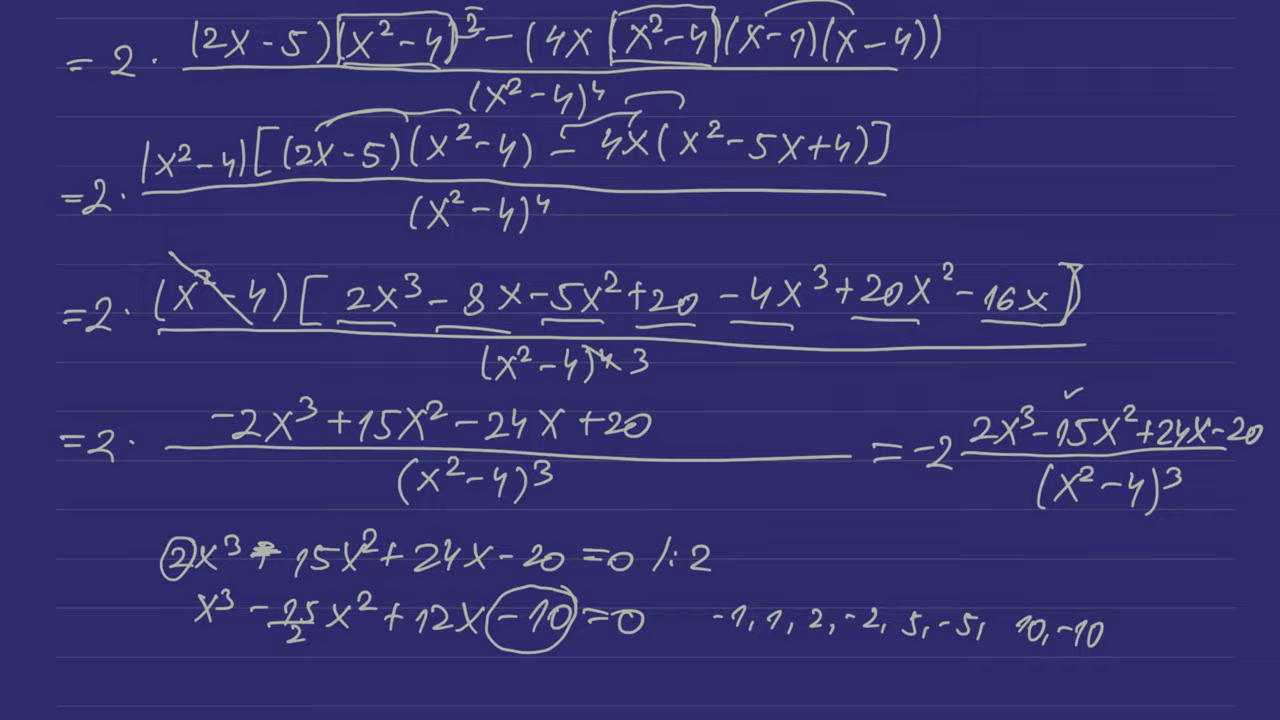 = 2 · ((2x-5)(x²-4)² - (4x(x²-4)(x-1)(x-4))) / (x²-4)⁴
= 2 · (x²-4)[(2x-5)(x²-4) - 4x(x²-5x+4)] / (x²-4)⁴
= 2 · (x²-4)[2x³-8x-5x²+20-4x³+20x²-16x] / (x²-4)⁴ 3
= 2 · (-2x³+15x²-24x+20) / (x²-4)³ = -2 (2x³-15x²+24x-20) / (x²-4)³
2x³ - 15x²+24x-20=0 /:2
x³ - 15/2 x² + 12x-10=0 -1, 1, 2, -2, 5, -5, 10, -10